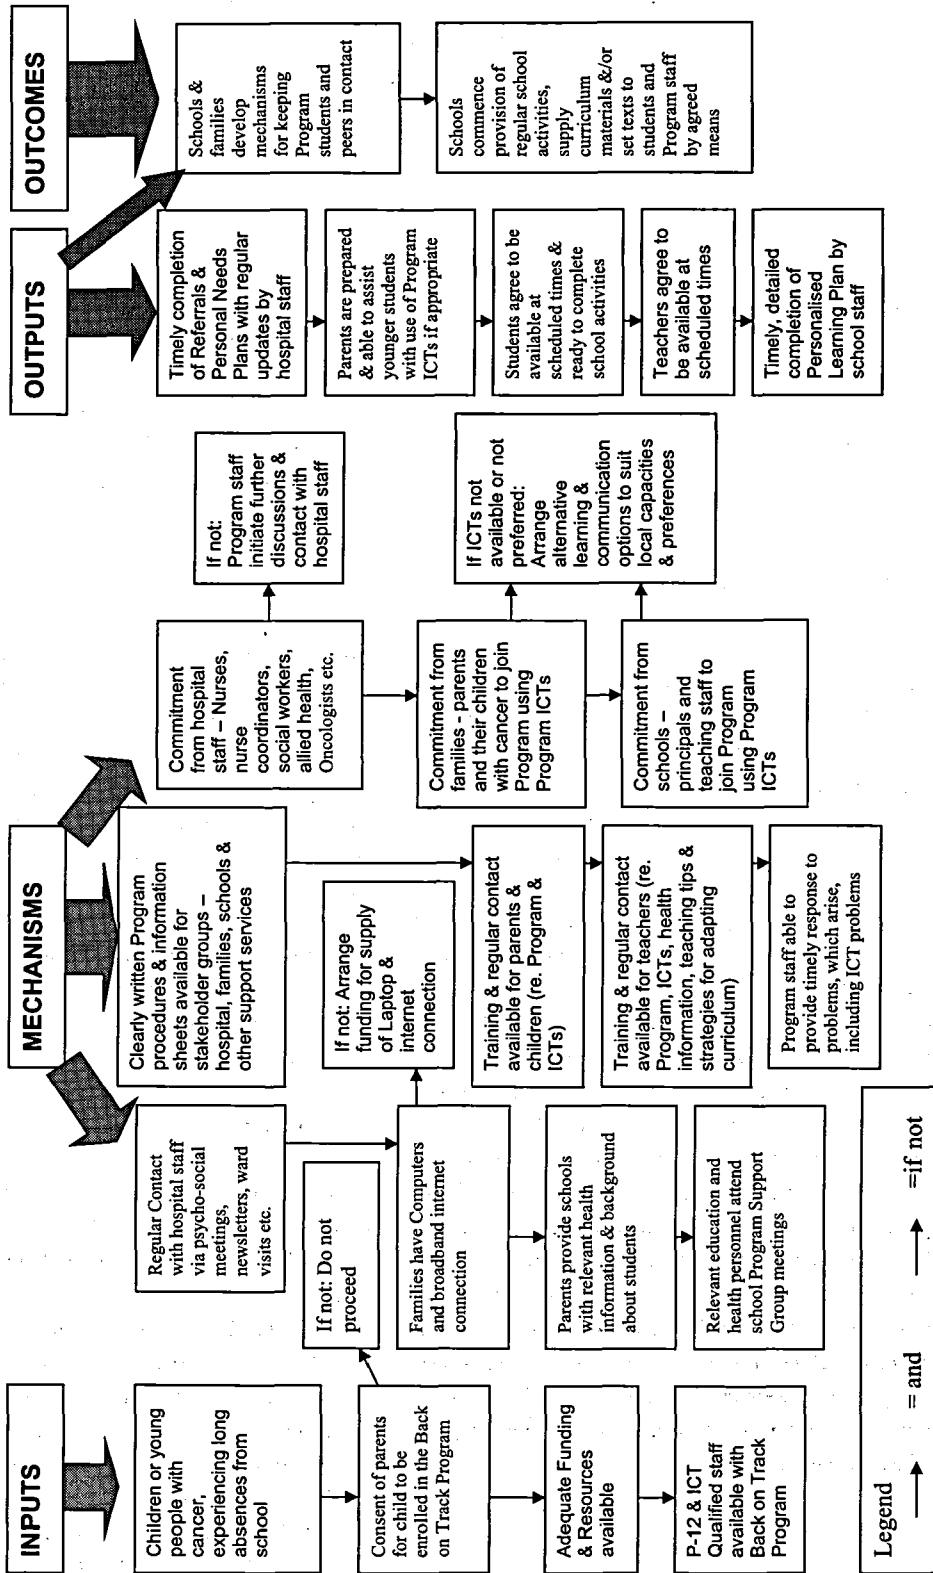 INPUTS
Children or young
people with
cancer,
experiencing long
absences from
school
Consent of parents
for child to be
enrolled in the Back
on Track Program
If not: Do not
proceed
Adequate Funding
& Resources
available
P-12 & ICT
Qualified staff
available with
Back on Track
Program
MECHANISMS
Regular Contact
with hospital staff
via psycho-social
meetings,
newsletters, ward
visits etc.
Families have Computers
and broadband internet
connection
If not: Arrange
funding for supply
of Laptop &
internet
connection
Parents provide schools
with relevant health
information & background
about students
Relevant education and
health personnel attend
school Program Support
Group meetings
Clearly written Program
procedures & information
sheets available for
stakeholder groups –
hospital, families, schools &
other support services
Training & regular contact
available for parents &
children (re. Program &
ICTs)
Training & regular contact
available for teachers (re.
Program, ICTs, health
information, teaching tips &
strategies for adapting
curriculum)
Program staff able to
provide timely response to
problems, which arise,
including ICT problems
Commitment
from hospital
staff – Nurses,
nurse
coordinators,
social workers,
allied health,
Oncologists etc.
If not:
Program staff
initiate further
discussions &
contact with
hospital staff
Commitment from
families - parents
and their children
with cancer to join
Program using
Program ICTs
If ICTs not
available or not
preferred:
Arrange
alternative
learning &
communication
options to suit
local capacities
& preferences
Commitment from
schools –
principals and
teaching staff to
join Program
using Program
ICTs
OUTPUTS
Timely completion
of Referrals &
Personal Needs
Plans with regular
updates by
hospital staff
Parents are prepared
& able to assist
younger students
with use of Program
ICTs if appropriate
Students agree to be
available at
scheduled times &
ready to complete
school activities
Teachers agree to
be available at
scheduled times
Timely, detailed
completion of
Personalised
Learning Plan by
school staff
OUTCOMES
Schools &
families
develop
mechanisms
for keeping
Program
students and
peers in contact
Schools
commence
provision of
regular school
activities,
supply
curriculum
materials &/or
set texts to
students and
Program staff
by agreed
means
Legend
= and
=if not